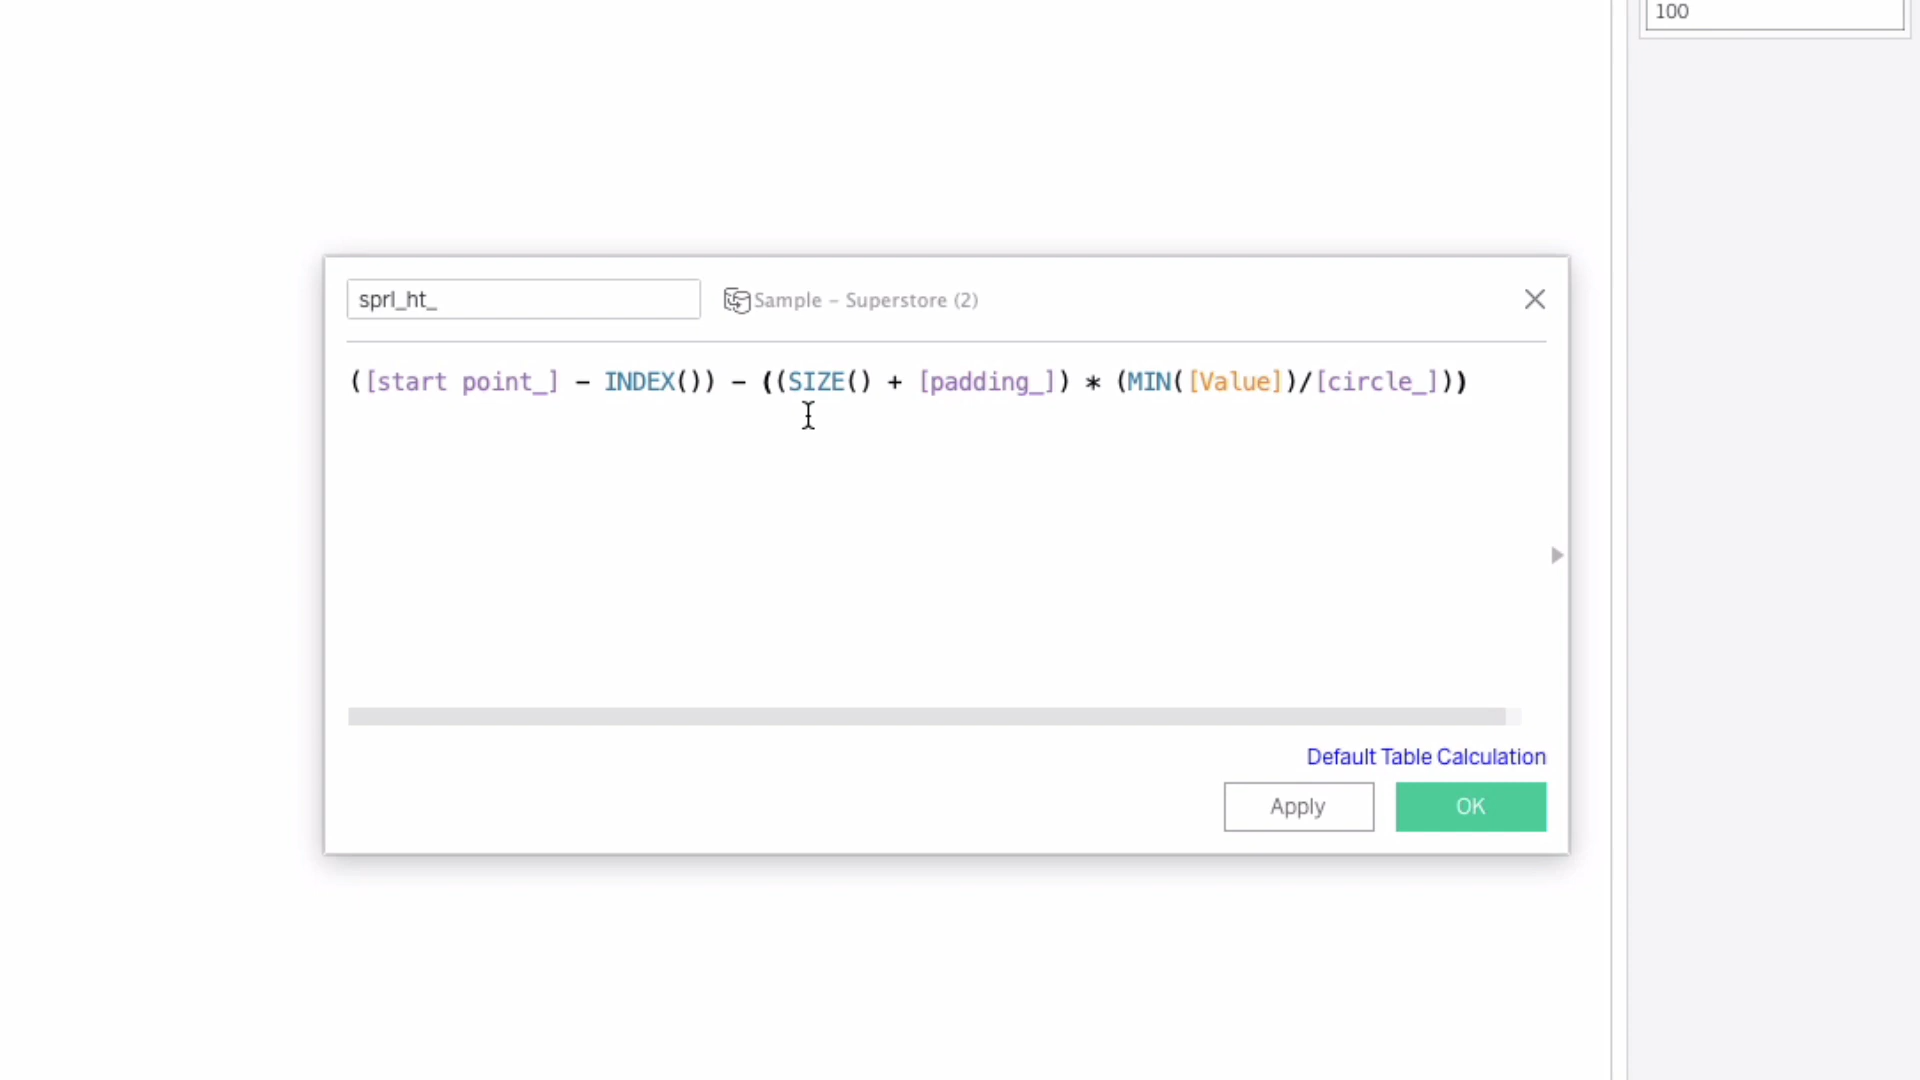 100
sprl_ht_
Sample – Superstore (2)
([start point_] – INDEX()) – ((SIZE() + [padding_]) * (MIN([Value])/[circle_]))
Default Table Calculation
Apply
OK